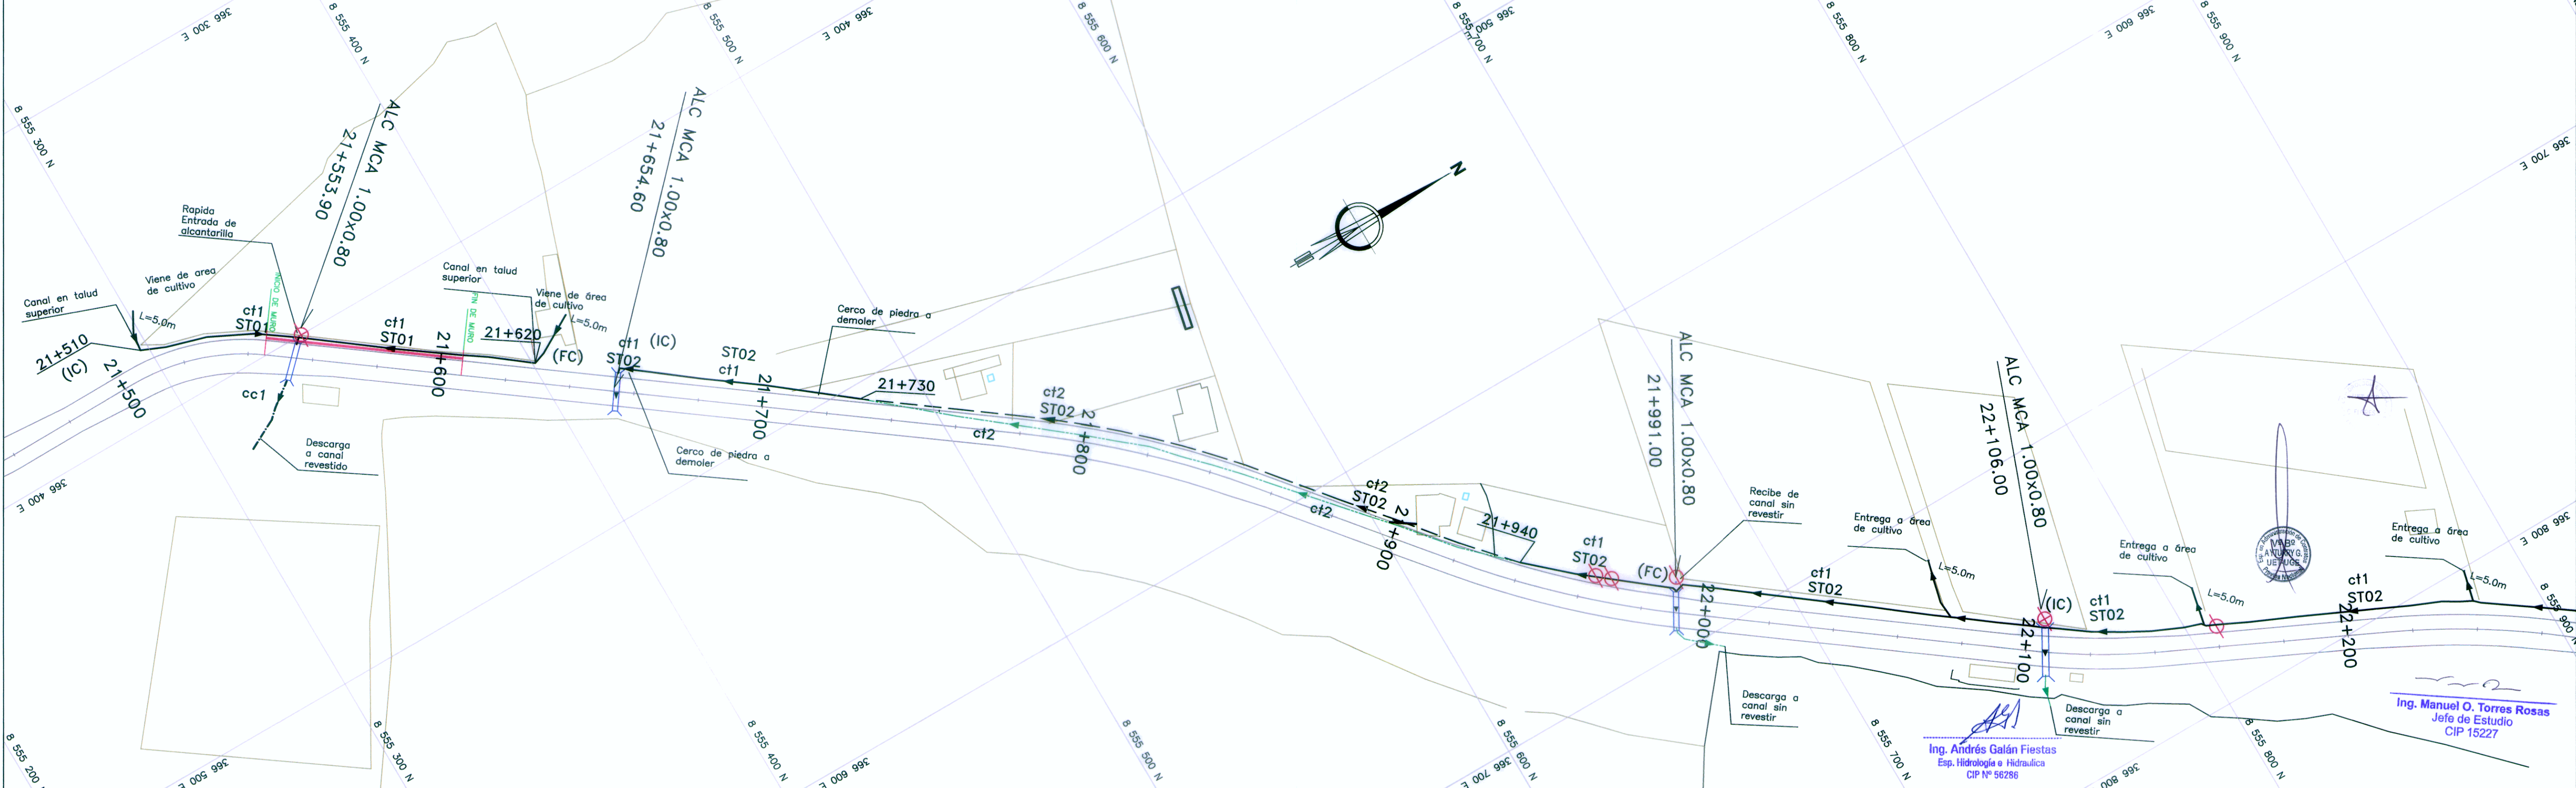 366 300 E
8 555 400 N
8 555 500 N
366 400 E
8 555 600 N
366 500 E
8 555 700 N
8 555 800 N
366 600 E
8 555 900 N
366 700 E
8 555 300 N
ALC MCA 1.00x0.80
21+553.90
ALC MCA 1.00x0.80
21+654.60
N
Rapida
Entrada de
alcantarilla
Viene de area
de cultivo
Canal en talud
superior
L=5.0m
INICIO DE MURO
ct1
ST01
21+510
(IC)
21+500
ct1
ST01
21+600
Canal en talud
superior
FIN DE MURO
21+620
Viene de área
de cultivo
L=5.0m
(FC)
cc1
Descarga
a canal
revestido
366 400 E
ct1
(IC)
ST02
ST02
ct1
Cerco de piedra a
demoler
21+700
21+730
Cerco de piedra a
demoler
ct2
ST02
21+800
ct2
ct2
ST02
ct2
21+900
21+940
ct1
ST02
(FC)
ALC MCA 1.00x0.80
21+991.00
Recibe de
canal sin
revestir
22+000
Descarga a
canal sin
revestir
ct1
ST02
Entrega a área
de cultivo
L=5.0m
ALC MCA 1.00x0.80
22+106.00
(IC)
22+100
ct1
ST02
Entrega a área
de cultivo
L=5.0m
Descarga a
canal sin
revestir
ct1
ST02
22+200
Entrega a área
de cultivo
L=5.0m
366 800 E
8 555 900 N
8 555 200 N
366 500 E
8 555 300 N
8 555 400 N
366 600 E
8 555 500 N
366 700 E
8 555 600 N
8 555 700 N
366 800 E
8 555 800 N
Ing. Andrés Galán Fiestas
Esp. Hidrología e Hidraulica
CIP Nº 56286
Ing. Manuel O. Torres Rosas
Jefe de Estudio
CIP 15227